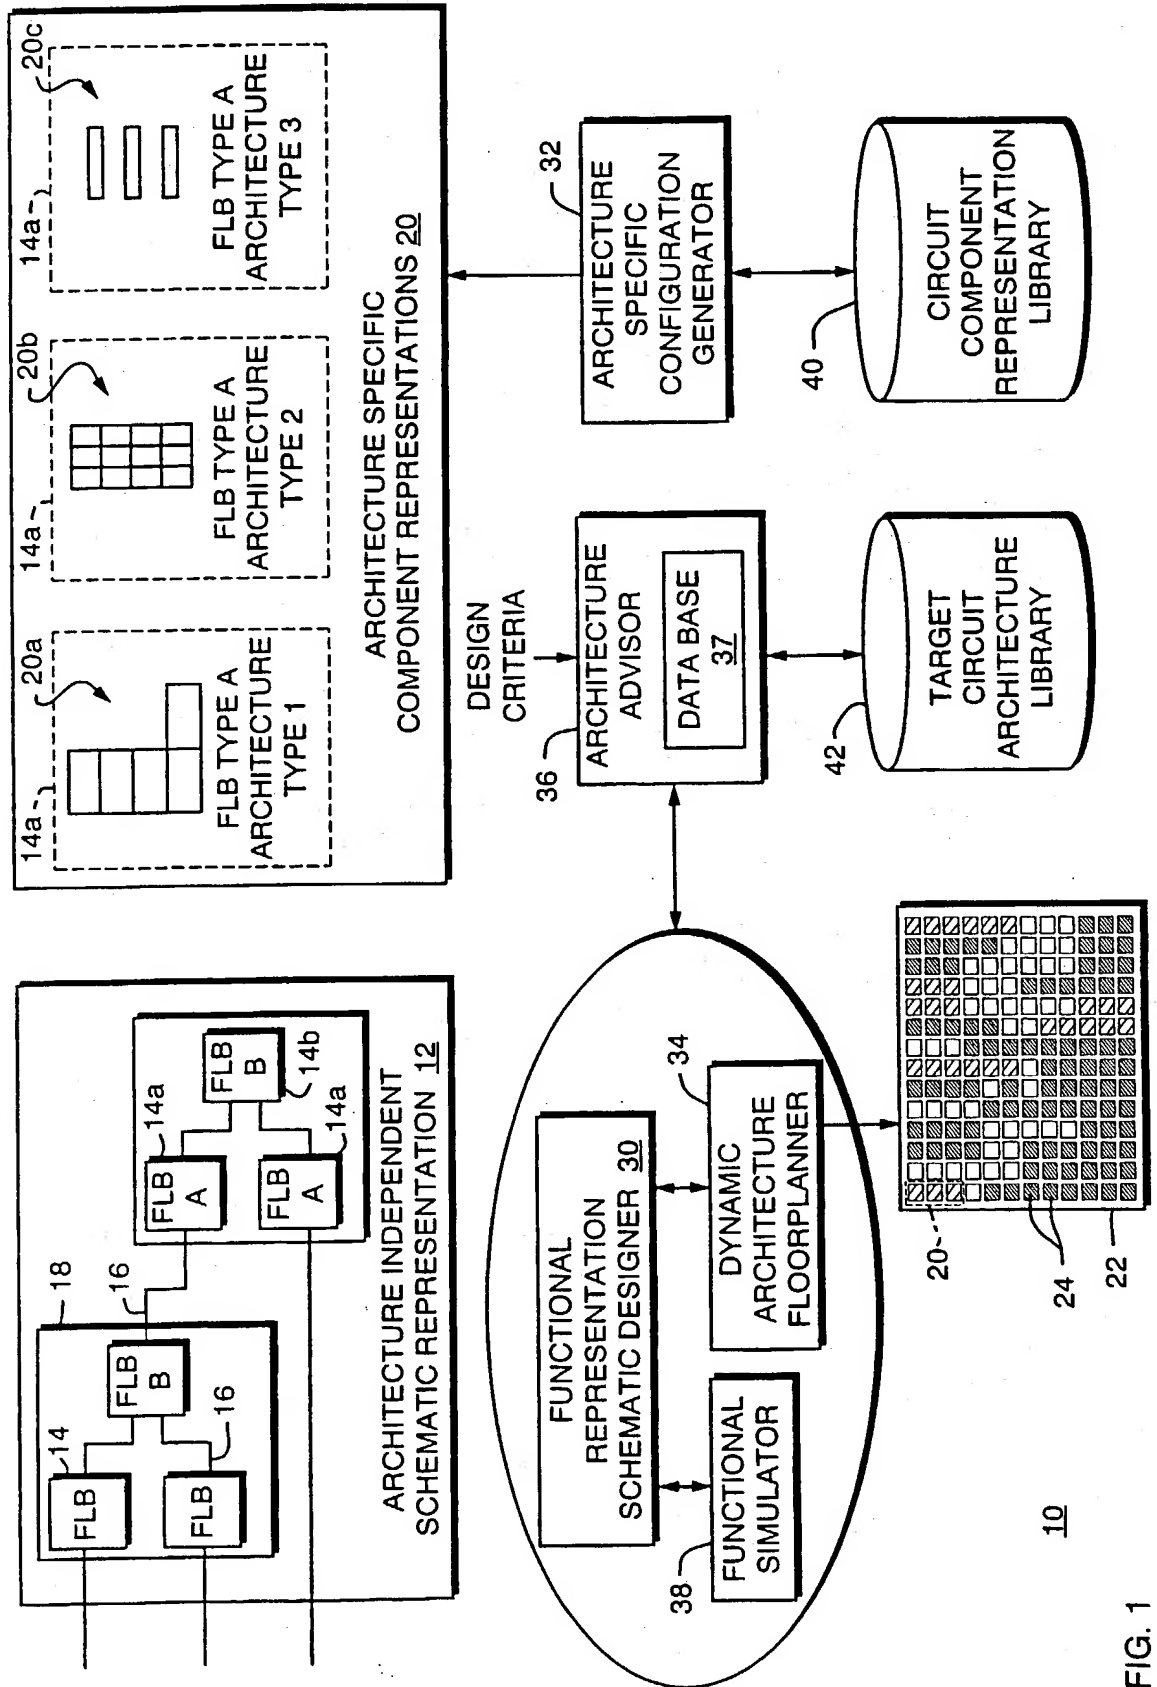 14
FLB
FLB
FLB
B
16
18
16
14a
FLB
A
FLB
A
14a
FLB
B
14b
ARCHITECTURE INDEPENDENT
SCHEMATIC REPRESENTATION 12
14a
20a
FLB TYPE A
ARCHITECTURE
TYPE 1
14a
20b
FLB TYPE A
ARCHITECTURE
TYPE 2
14a
20c
FLB TYPE A
ARCHITECTURE
TYPE 3
ARCHITECTURE SPECIFIC
COMPONENT REPRESENTATIONS 20
FUNCTIONAL
REPRESENTATION
SCHEMATIC DESIGNER 30
38
FUNCTIONAL
SIMULATOR
34
DYNAMIC
ARCHITECTURE
FLOORPLANNER
DESIGN
CRITERIA
36
ARCHITECTURE
ADVISOR
DATA BASE
37
32
ARCHITECTURE
SPECIFIC
CONFIGURATION
GENERATOR
20
24
22
42
TARGET
CIRCUIT
ARCHITECTURE
LIBRARY
40
CIRCUIT
COMPONENT
REPRESENTATION
LIBRARY
10
FIG. 1